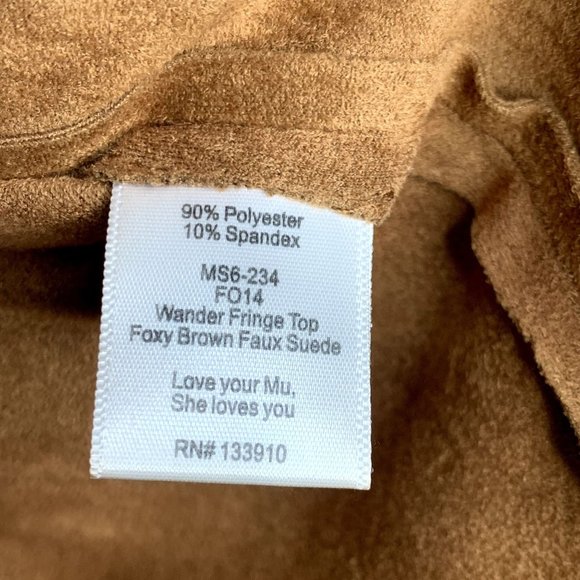 90% Polyester
10% Spandex
MS6-234
FO14
Wander Fringe Top
Foxy Brown Faux Suede
Love your Mu,
She loves you
RN# 133910